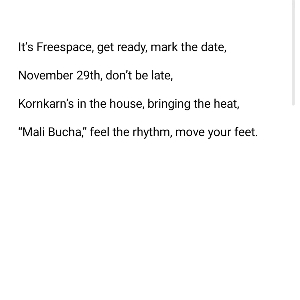 It's Freespace, get ready, mark the date,
November 29th, don't be late,
Kornkarn's in the house, bringing the heat,
“Mali Bucha,” feel the rhythm, move your feet.